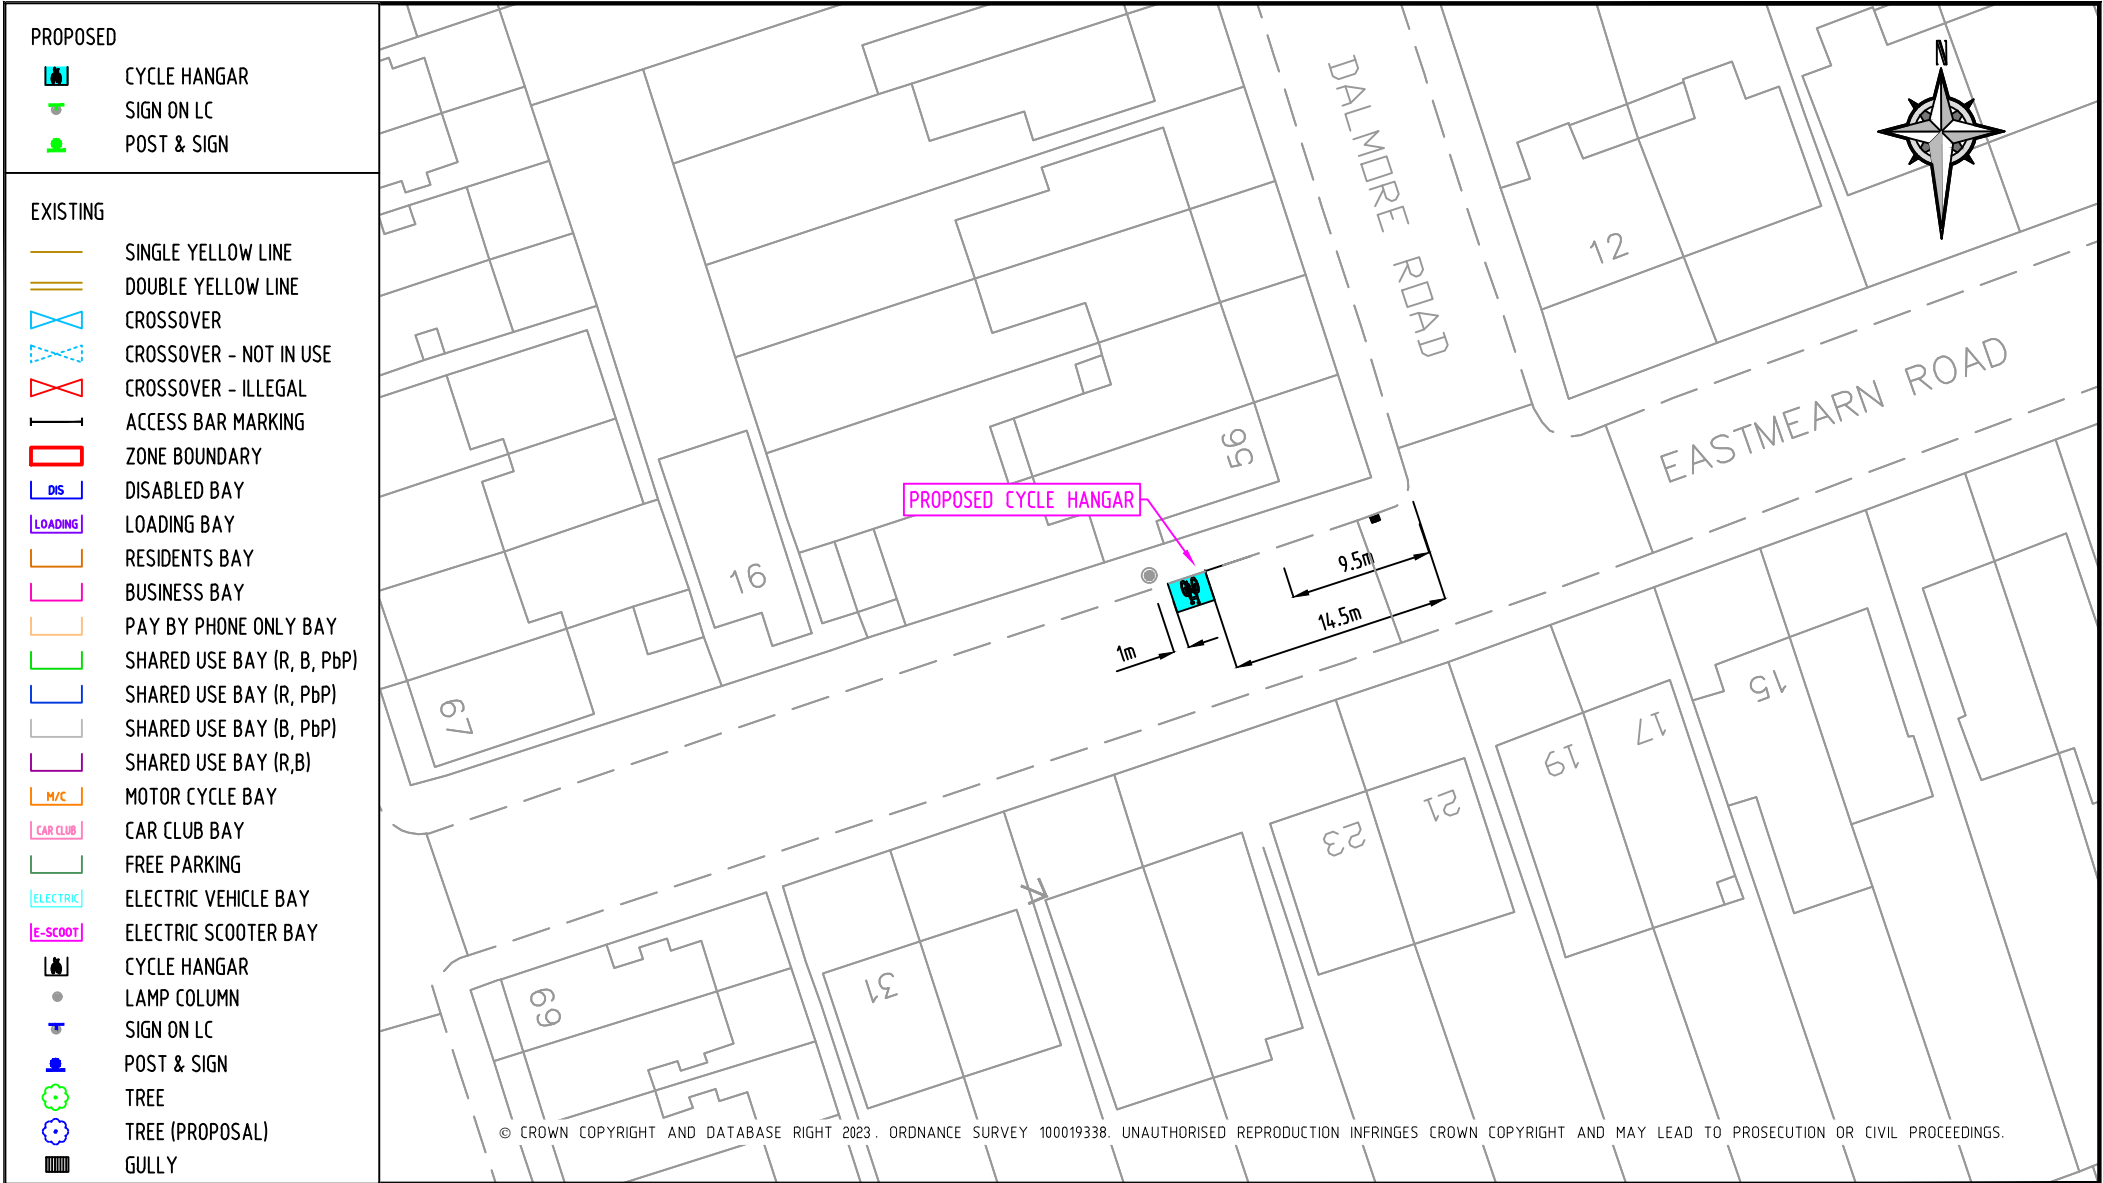 PROPOSED
CYCLE HANGAR
SIGN ON LC
POST & SIGN
EXISTING
SINGLE YELLOW LINE
DOUBLE YELLOW LINE
CROSSOVER
CROSSOVER - NOT IN USE
CROSSOVER - ILLEGAL
ACCESS BAR MARKING
ZONE BOUNDARY
DIS DISABLED BAY
LOADING LOADING BAY
RESIDENTS BAY
BUSINESS BAY
PAY BY PHONE ONLY BAY
SHARED USE BAY (R, B, PbP)
SHARED USE BAY (R, PbP)
SHARED USE BAY (B, PbP)
SHARED USE BAY (R,B)
M/C MOTOR CYCLE BAY
CAR CLUB CAR CLUB BAY
FREE PARKING
ELECTRIC ELECTRIC VEHICLE BAY
E-SCOOT ELECTRIC SCOOTER BAY
CYCLE HANGAR
LAMP COLUMN
SIGN ON LC
POST & SIGN
TREE
TREE (PROPOSAL)
GULLY
N
DALMORE ROAD
12
EASTMEARN ROAD
56
PROPOSED CYCLE HANGAR
9.5m
14.5m
1m
16
67
15
17
19
21
23
31
69
© CROWN COPYRIGHT AND DATABASE RIGHT 2023. ORDNANCE SURVEY 100019338. UNAUTHORISED REPRODUCTION INFRINGES CROWN COPYRIGHT AND MAY LEAD TO PROSECUTION OR CIVIL PROCEEDINGS.